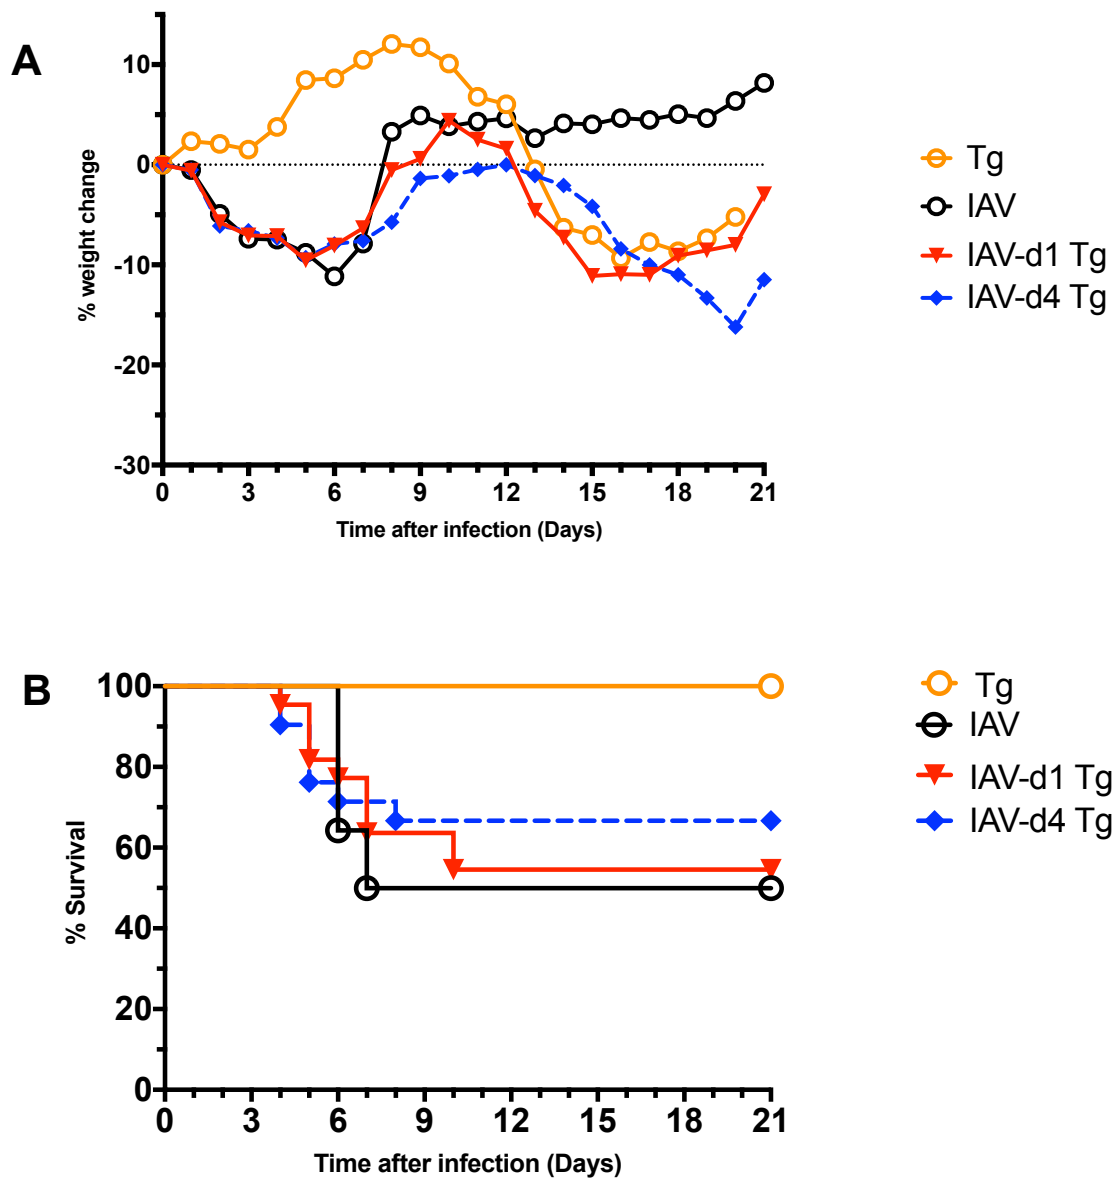 A
10
0
-10
-20
-30
% weight change
0 3 6 9 12 15 18 21
Time after infection (Days)
Tg
IAV
IAV-d1 Tg
IAV-d4 Tg
B
100
80
60
40
20
0
% Survival
0 3 6 9 12 15 18 21
Time after infection (Days)
Tg
IAV
IAV-d1 Tg
IAV-d4 Tg